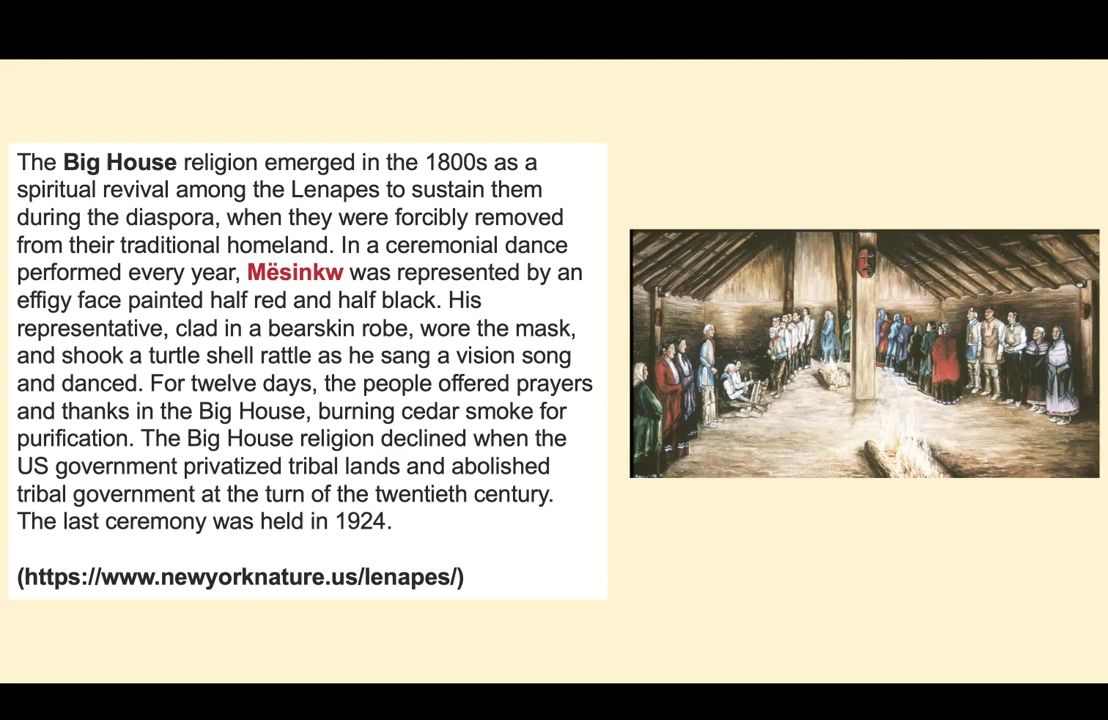 The Big House religion emerged in the 1800s as a
spiritual revival among the Lenapes to sustain them
during the diaspora, when they were forcibly removed
from their traditional homeland. In a ceremonial dance
performed every year, Mësinkw was represented by an
effigy face painted half red and half black. His
representative, clad in a bearskin robe, wore the mask,
and shook a turtle shell rattle as he sang a vision song
and danced. For twelve days, the people offered prayers
and thanks in the Big House, burning cedar smoke for
purification. The Big House religion declined when the
US government privatized tribal lands and abolished
tribal government at the turn of the twentieth century.
The last ceremony was held in 1924.
(https://www.newyorknature.us/lenapes/)